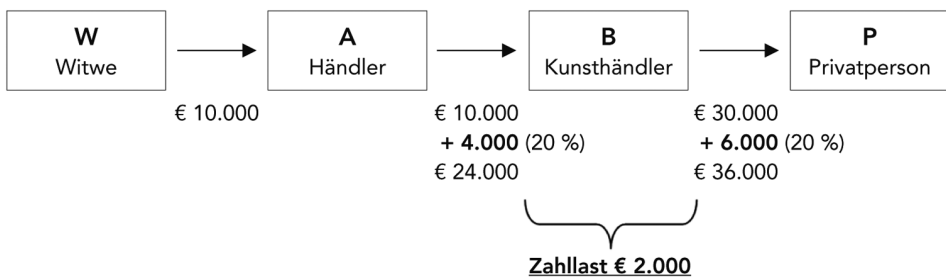 W
Witwe
A
Händler
B
Kunsthändler
P
Privatperson
€ 10.000
€ 10.000
+ 4.000 (20 %)
€ 24.000
€ 30.000
+ 6.000 (20 %)
€ 36.000
Zahllast € 2.000